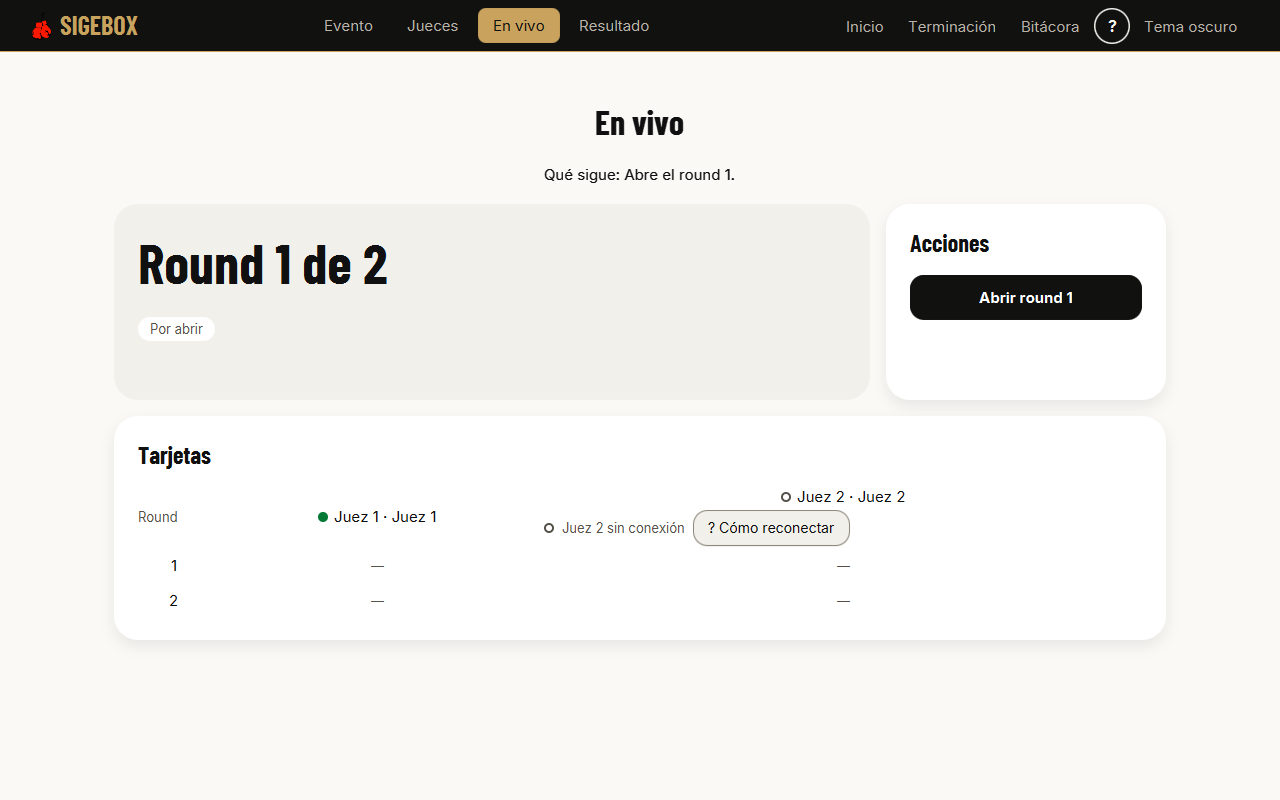 SIGEBOX
Evento Jueces En vivo Resultado Inicio Terminación Bitácora ? Tema oscuro
En vivo
Qué sigue: Abre el round 1.
Round 1 de 2
Por abrir
Acciones
Abrir round 1
Tarjetas
Round Juez 1 · Juez 1 Juez 2 · Juez 2
Juez 2 sin conexión ? Cómo reconectar
1 — —
2 — —